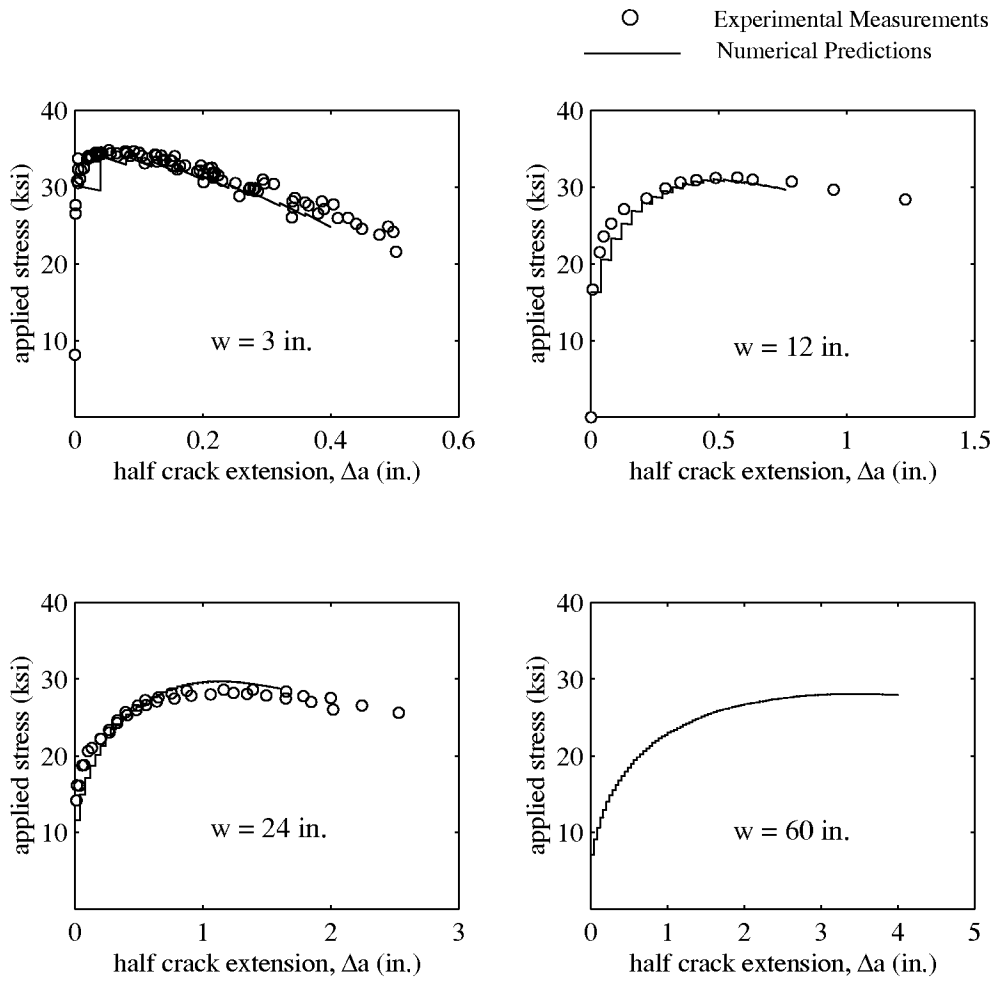 Experimental Measurements
Numerical Predictions
40
30
20
10
applied stress (ksi)
w = 3 in.
0 0.2 0.4 0.6
half crack extension, Δa (in.)
40
30
20
10
applied stress (ksi)
w = 12 in.
0 0.5 1 1.5
half crack extension, Δa (in.)
40
30
20
10
applied stress (ksi)
w = 24 in.
0 1 2 3
half crack extension, Δa (in.)
40
30
20
10
applied stress (ksi)
w = 60 in.
0 1 2 3 4 5
half crack extension, Δa (in.)